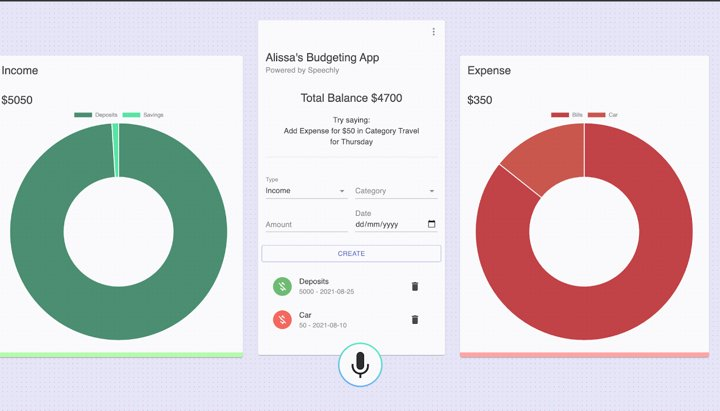 Income
$5050
Deposits
Savings
Alissa's Budgeting App
Powered by Speechly
Total Balance $4700
Try saying:
Add Expense for $50 in Category Travel
for Thursday
Type
Income
Category
Amount
Date
dd/mm/yyyy
CREATE
Deposits
5000 - 2021-08-25
Car
50 - 2021-08-10
Expense
$350
Bills
Car